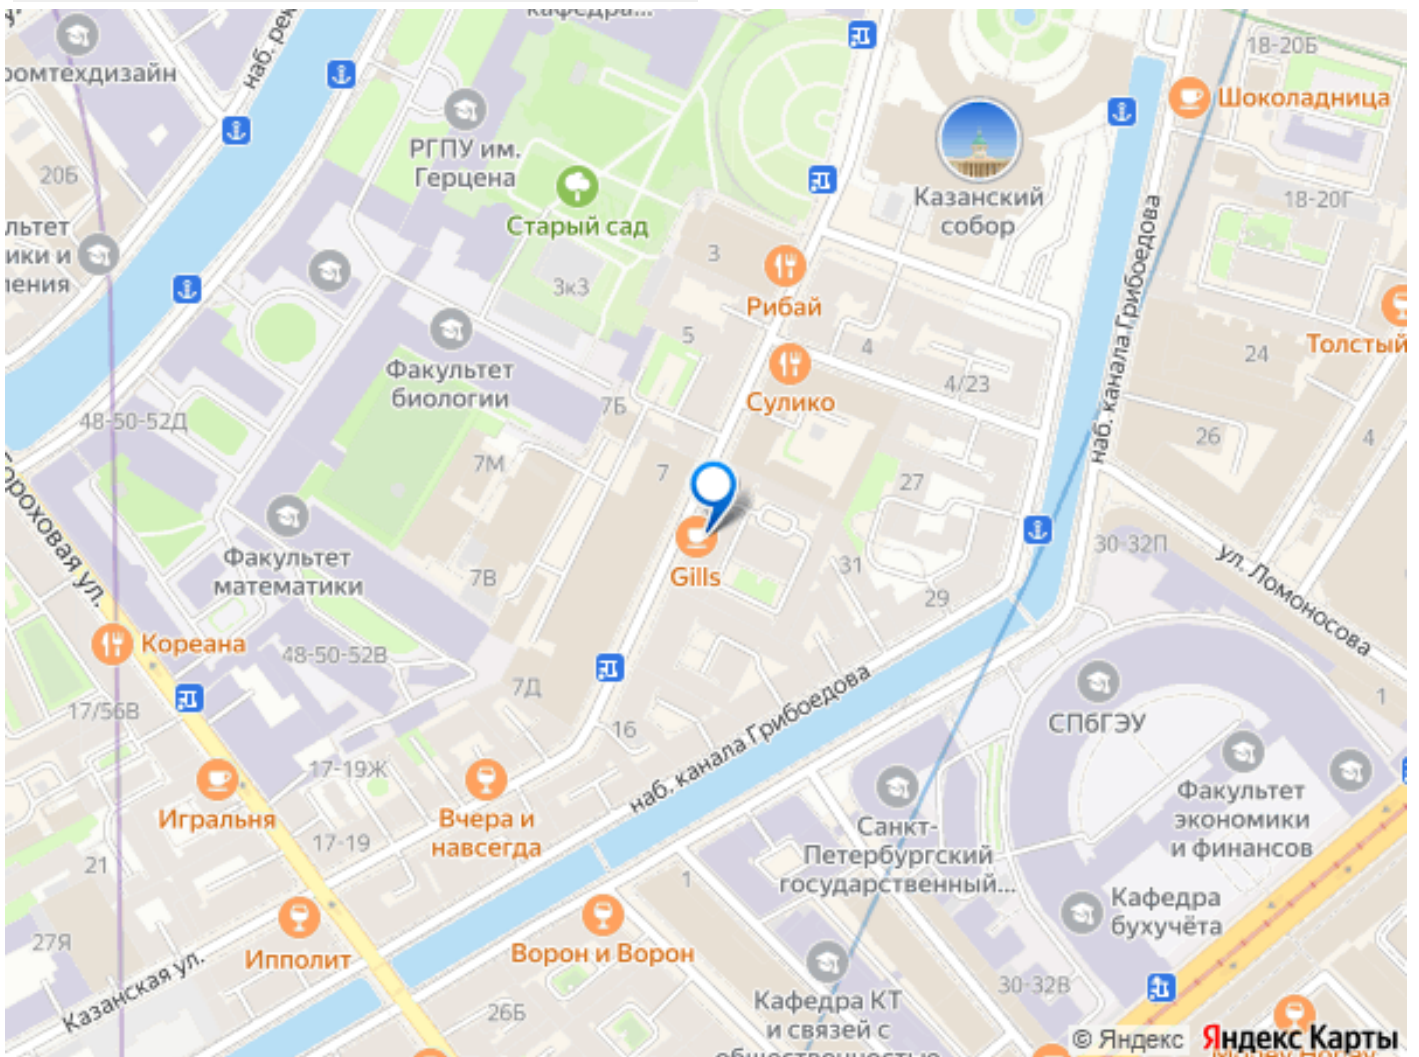 кафедра...
18-20Б
ромтехдизайн
наб. рек
Шоколадница
РГПУ им.
Герцена
20Б
Казанский
собор
18-20Г
Старый сад
льтет
ики и
ления
3
3к3
Рибай
наб. канала Грибоедова
5
4
Толстый
24
Факультет
биологии
4/23
Сулико
7Б
48-50-52Д
26
4
7М
7
27
Гороховая ул.
30-32П
ул. Ломоносова
Факультет
математики
7В
Gills
31
29
Кореана
48-50-52В
7Д
наб. канала Грибоедова
1
17/56В
16
СПбГЭУ
17-19Ж
Игральня
Вчера и
навсегда
Факультет
экономики
и финансов
17-19
Санкт-
Петербургский
государственный...
21
1
Кафедра
бухучёта
27Я
Ипполит
Ворон и Ворон
Казанская ул.
26Б
Кафедра КТ
и связей с
общественностью
30-32В
© Яндекс
Яндекс Карты